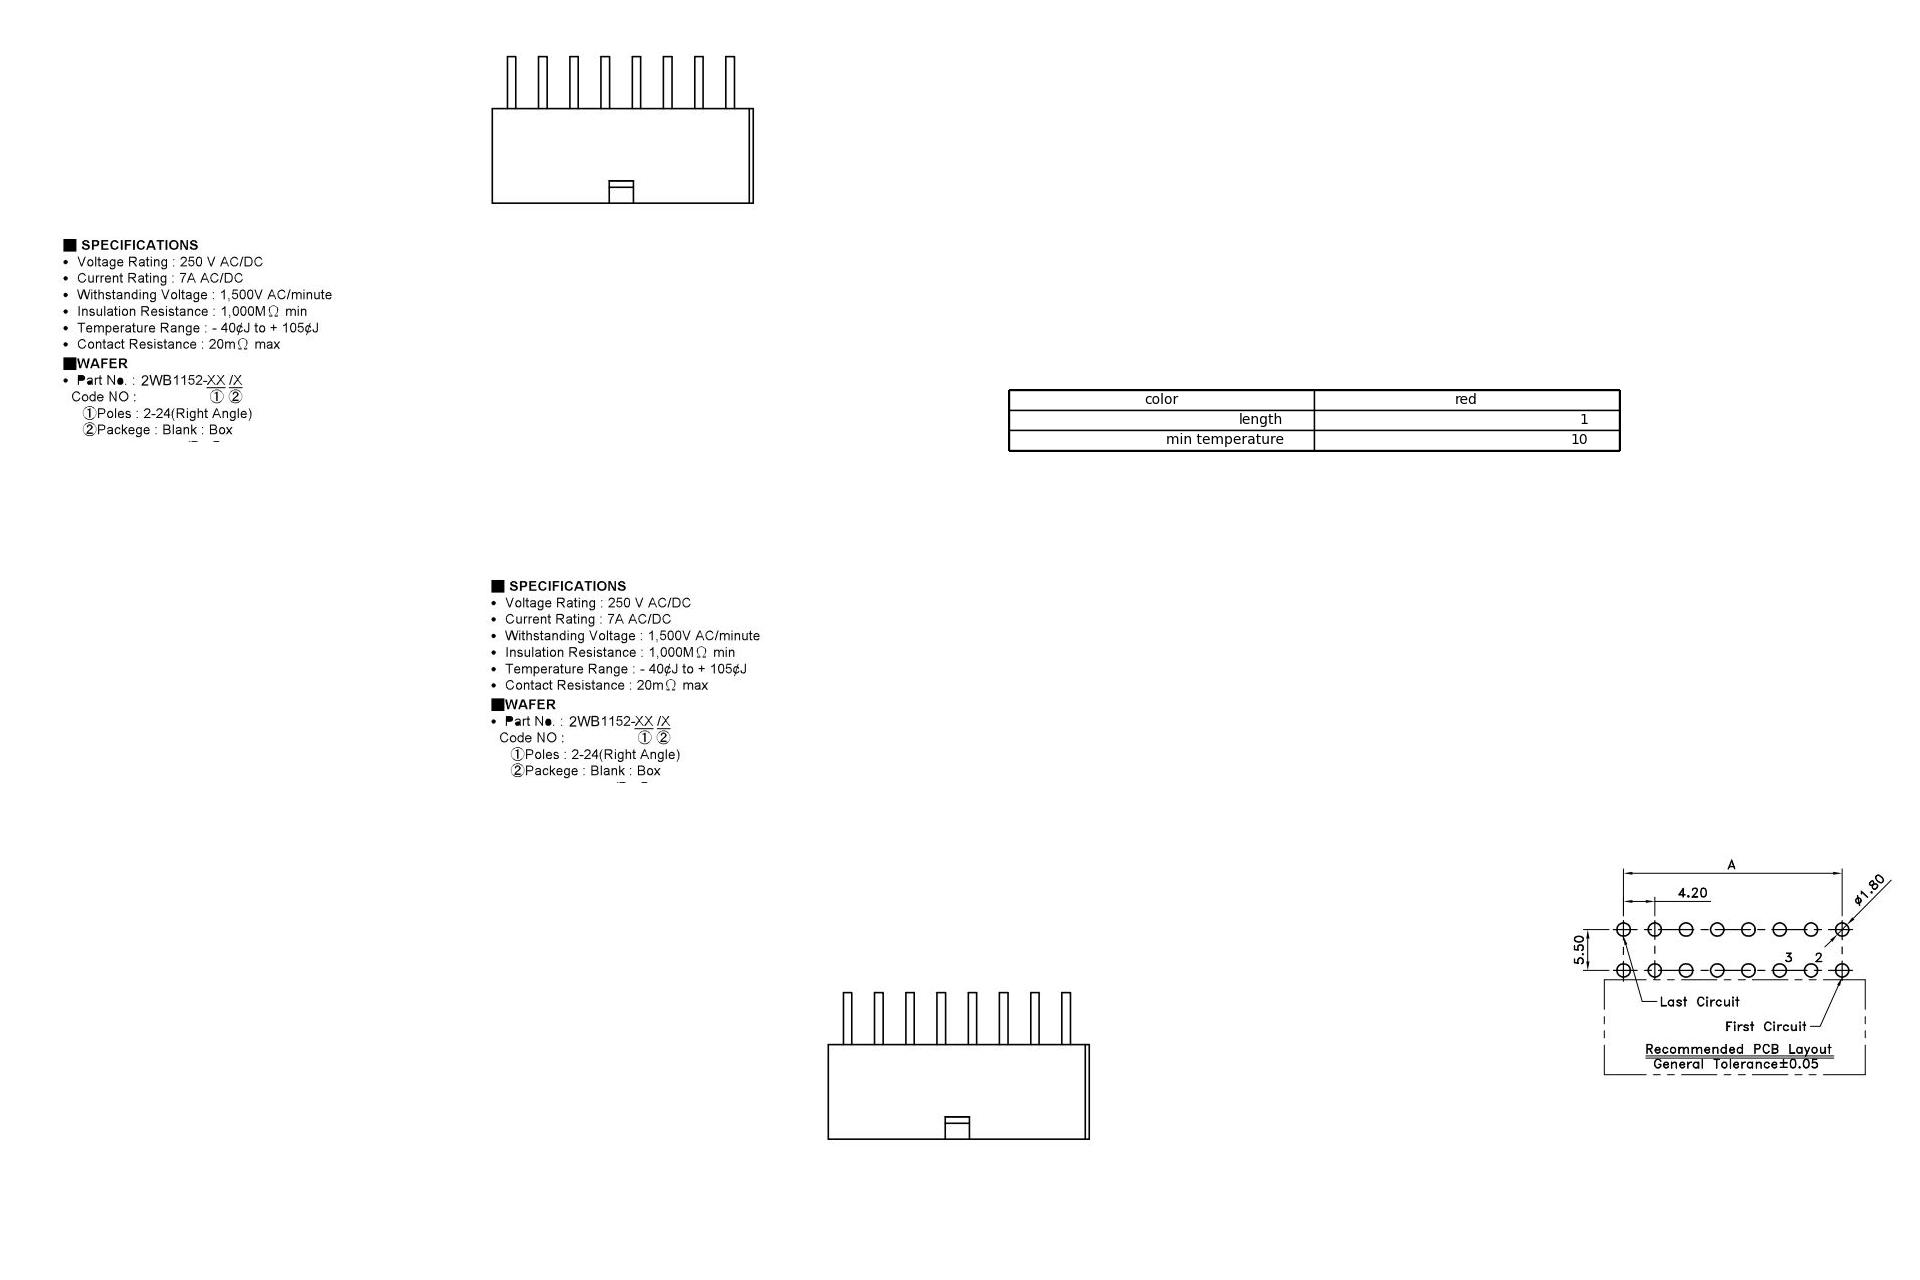 ■ SPECIFICATIONS
• Voltage Rating : 250 V AC/DC
• Current Rating : 7A AC/DC
• Withstanding Voltage : 1,500V AC/minute
• Insulation Resistance : 1,000MΩ min
• Temperature Range : - 40¢J to + 105¢J
• Contact Resistance : 20mΩ max
■WAFER
• Part No. : 2WB1152-XX /X
Code NO : ① ②
①Poles : 2-24(Right Angle)
②Packege : Blank : Box
color red
length 1
min temperature 10
■ SPECIFICATIONS
• Voltage Rating : 250 V AC/DC
• Current Rating : 7A AC/DC
• Withstanding Voltage : 1,500V AC/minute
• Insulation Resistance : 1,000MΩ min
• Temperature Range : - 40¢J to + 105¢J
• Contact Resistance : 20mΩ max
■WAFER
• Part No. : 2WB1152-XX /X
Code NO : ① ②
①Poles : 2-24(Right Angle)
②Packege : Blank : Box
A
4.20
ø1.80
5.50
3 2
Last Circuit
First Circuit
Recommended PCB Layout
General Tolerance±0.05